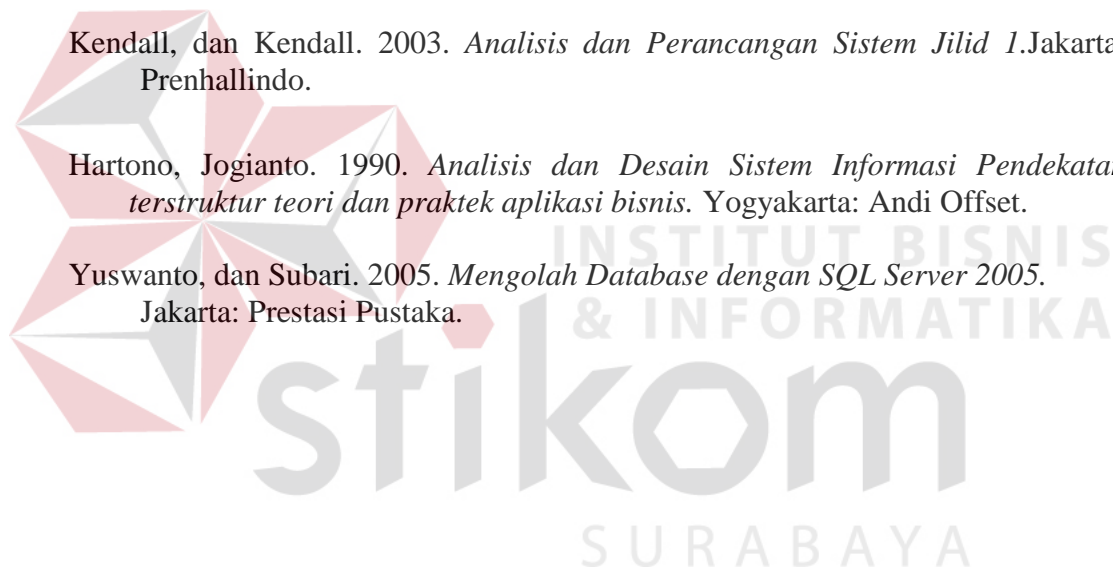 Kendall, dan Kendall. 2003. Analisis dan Perancangan Sistem Jilid 1.Jakarta
Prenhallindo.
Hartono, Jogianto. 1990. Analisis dan Desain Sistem Informasi Pendekatan
terstruktur teori dan praktek aplikasi bisnis. Yogyakarta: Andi Offset.
Yuswanto, dan Subari. 2005. Mengolah Database dengan SQL Server 2005.
Jakarta: Prestasi Pustaka.
INSTITUT BISNIS
& INFORMATIKA
stikom
SURABAYA